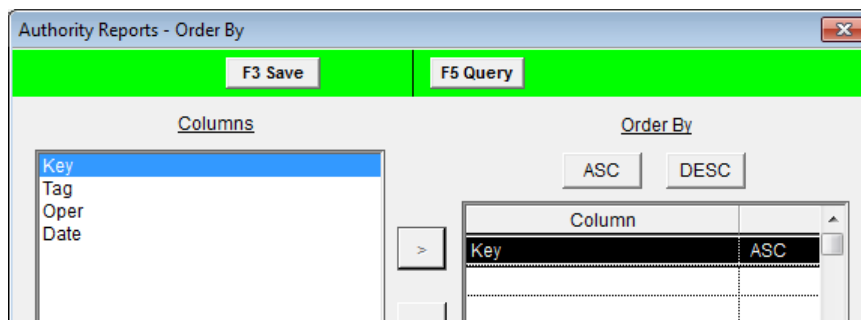 Authority Reports - Order By
F3 Save F5 Query
Columns
Key
Tag
Oper
Date
>
Order By
ASC DESC
Column
Key ASC